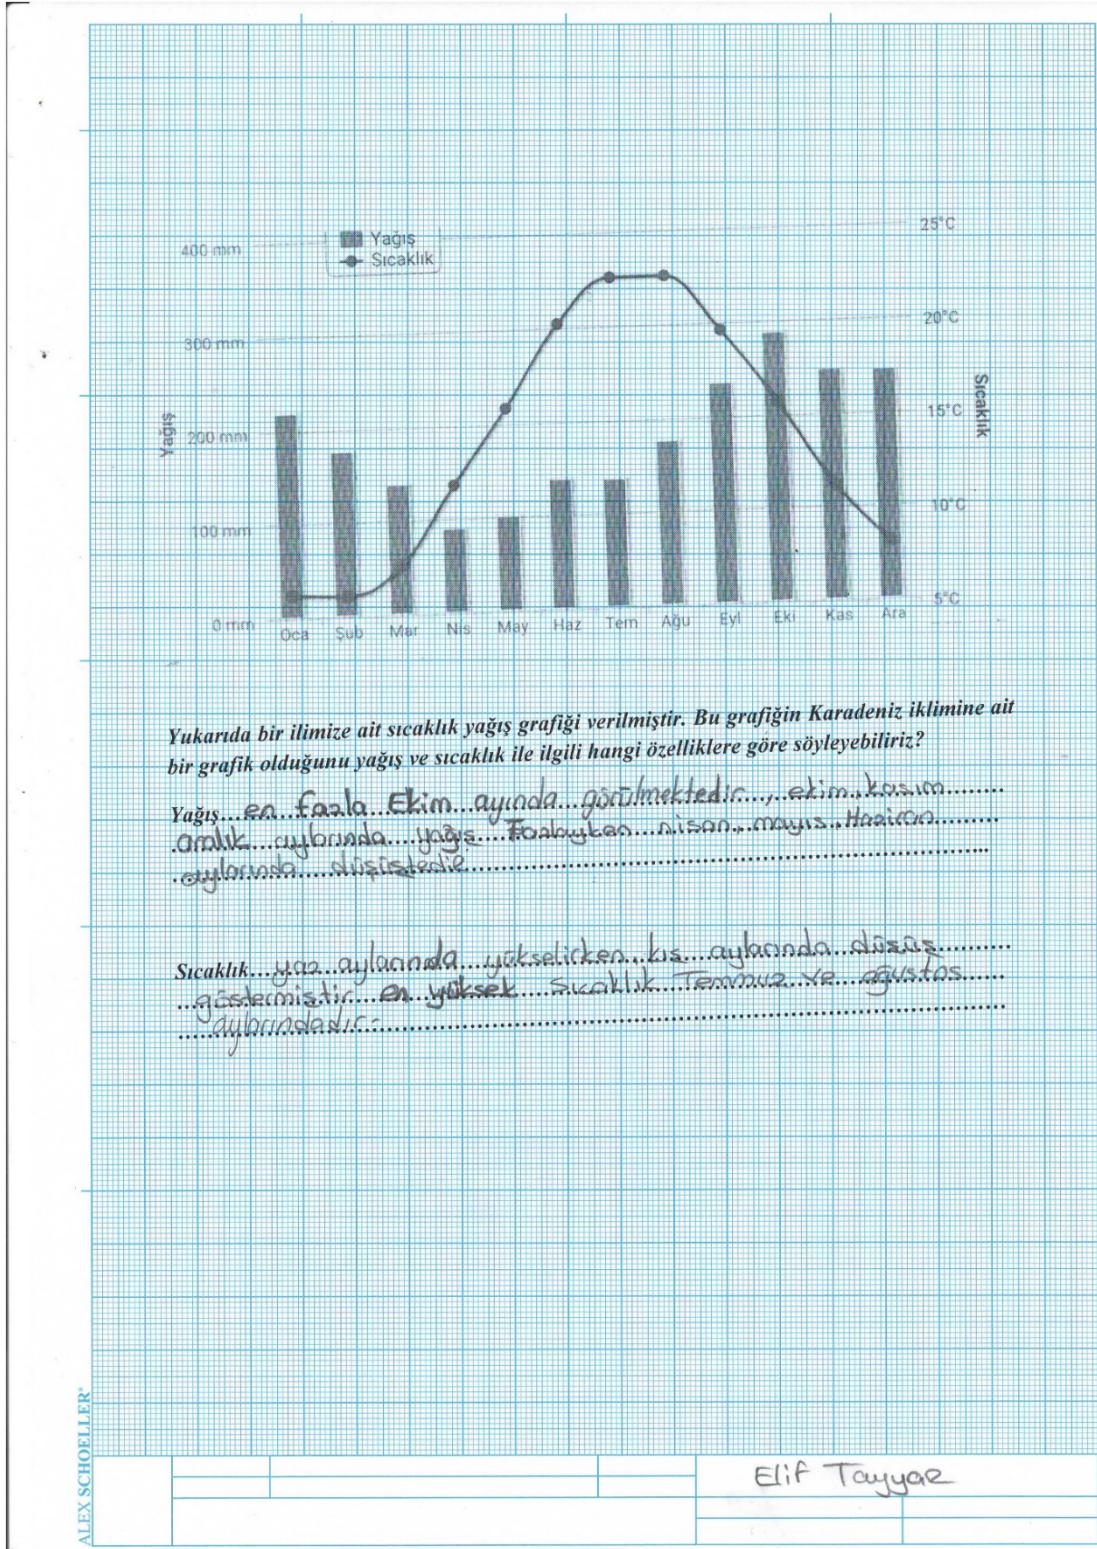 Yağış
Sıcaklık
400 mm
300 mm
200 mm
100 mm
0 mm
Yağış
25°C
20°C
15°C
10°C
5°C
Sıcaklık
Oca Şub Mar Nis May Haz Tem Ağu Eyl Eki Kas Ara
Yukarıda bir ilimize ait sıcaklık yağış grafiği verilmiştir. Bu grafiğin Karadeniz iklimine ait
bir grafik olduğunu yağış ve sıcaklık ile ilgili hangi özelliklere göre söyleyebiliriz?
Yağış... en fazla Ekim ayında görülmektedir, ekim, kasım
aralık aylarında yağış Fazlayken nisan, mayıs, Haziran
aylarında düşüştedir
Sıcaklık... yaz aylarında yükselirken kış aylarında düşüş
göstermiştir en yüksek sıcaklık Temmuz ve ağustos
aylarındadır.
ALEX SCHOELLER®
Elif Tayyar